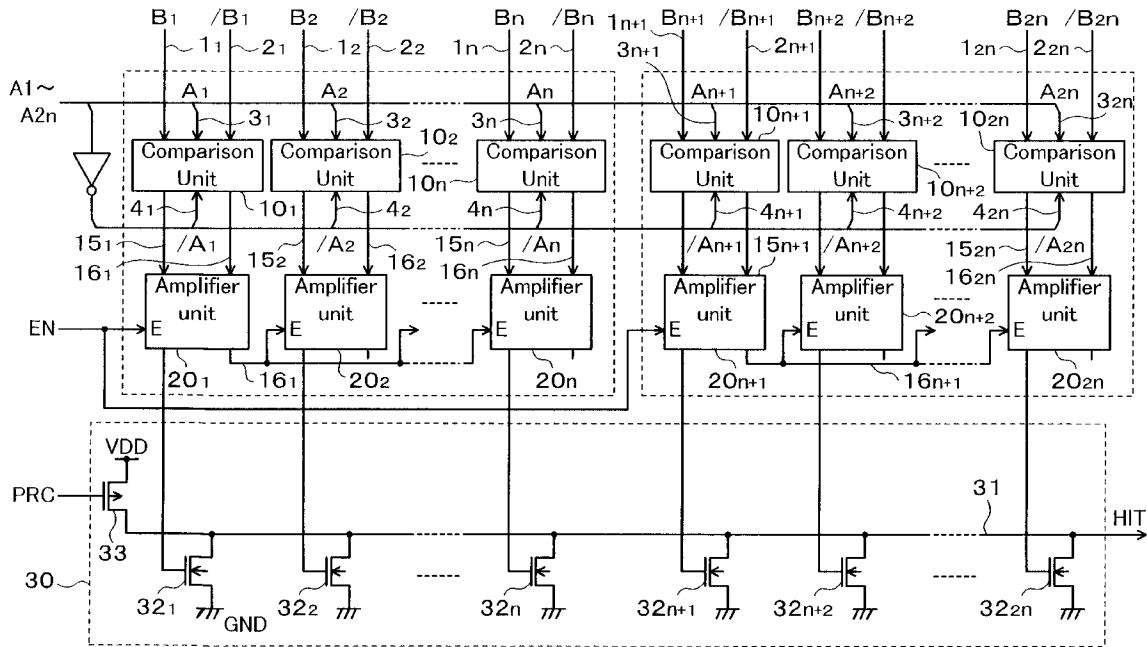 B1 /B1 B2 /B2 Bn /Bn Bn+1 /Bn+1 Bn+2 /Bn+2 B2n /B2n
11 21 12 22 1n 2n 1n+1 2n+1 12n 22n
3n+1
A1~ A1 A2 An An+1 An+2 A2n
A2n 31 32 3n 10n+1 3n+2 102n 32n
Comparison Unit
Comparison Unit
102
Comparison Unit
10n
Comparison Unit
Comparison Unit
10n+2
Comparison Unit
41 101 42 4n 4n+1 4n+2 42n
151 /A1 152 /A2 15n /An /An+1 15n+1 /An+2 152n /A2n
161 162 16n 162n
Amplifier unit
Amplifier unit
Amplifier unit
Amplifier unit
Amplifier unit
20n+2
Amplifier unit
EN E E E E E E
201 161 202 20n 20n+1 16n+1 202n
VDD
PRC
33
31
HIT
30
321 322 32n 32n+1 32n+2 322n
GND